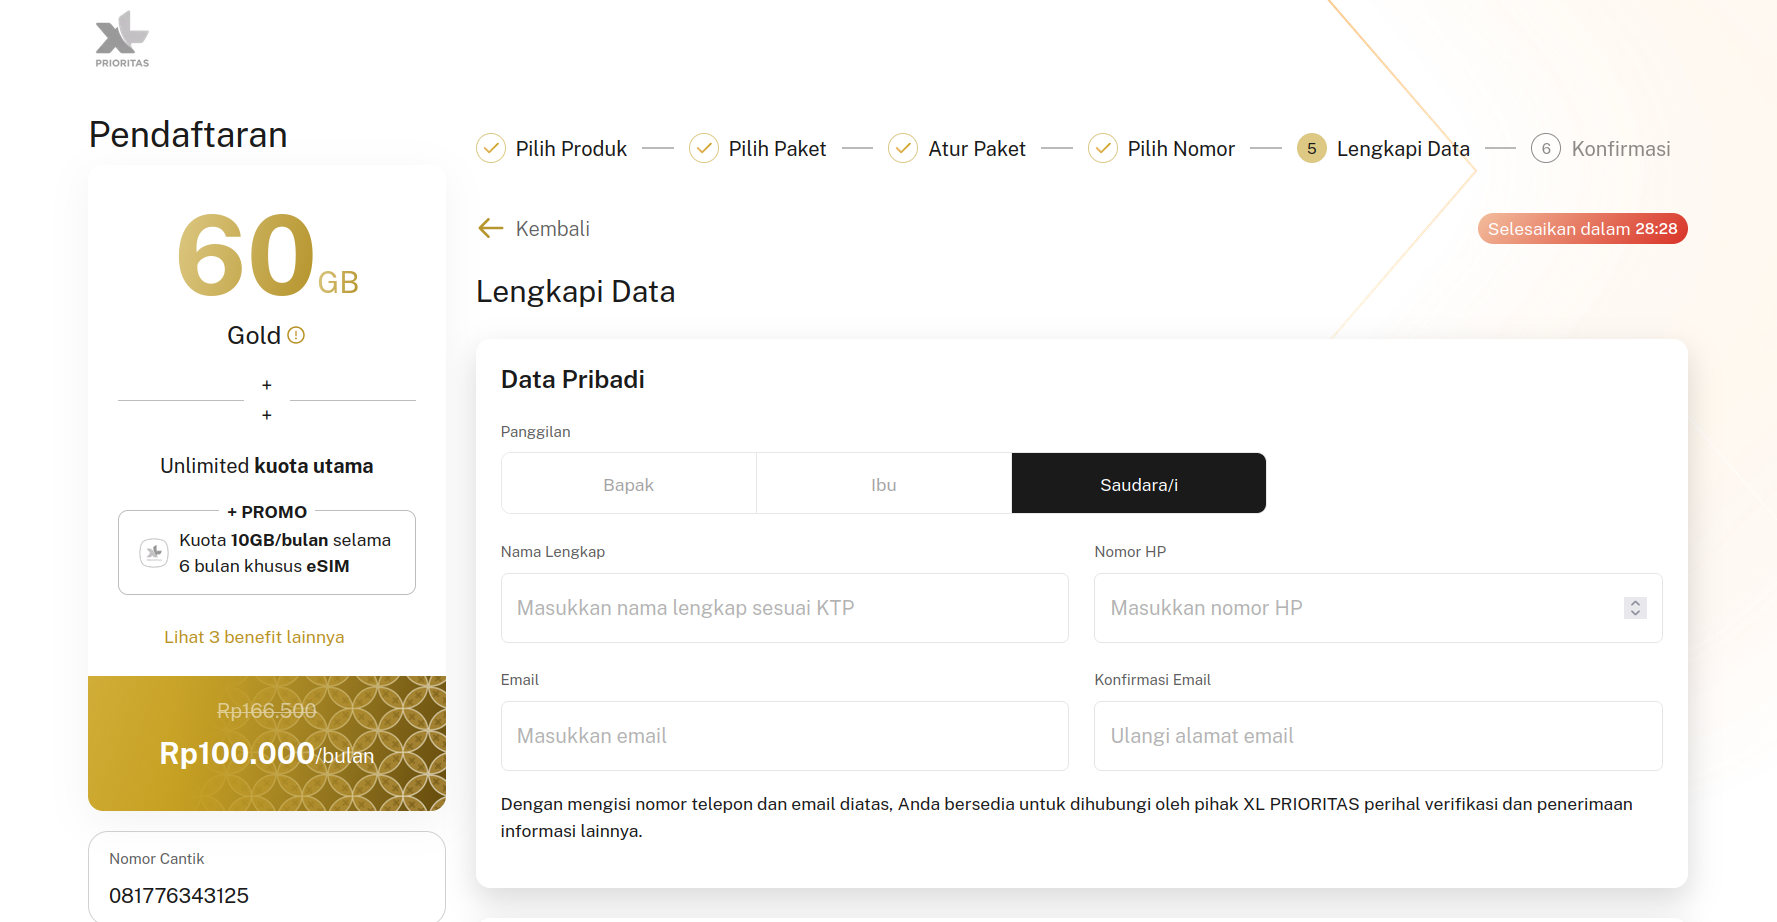 XL
PRIORITAS
Pendaftaran
60GB
Gold
+
+
Unlimited kuota utama
+ PROMO
Kuota 10GB/bulan selama
6 bulan khusus eSIM
Lihat 3 benefit lainnya
Rp166.500
Rp100.000/bulan
Nomor Cantik
081776343125
Pilih Produk
Pilih Paket
Atur Paket
Pilih Nomor
5 Lengkapi Data
6 Konfirmasi
Kembali
Selesaikan dalam 28:28
Lengkapi Data
Data Pribadi
Panggilan
Bapak
Ibu
Saudara/i
Nama Lengkap
Masukkan nama lengkap sesuai KTP
Nomor HP
Masukkan nomor HP
Email
Masukkan email
Konfirmasi Email
Ulangi alamat email
Dengan mengisi nomor telepon dan email diatas, Anda bersedia untuk dihubungi oleh pihak XL PRIORITAS perihal verifikasi dan penerimaan
informasi lainnya.